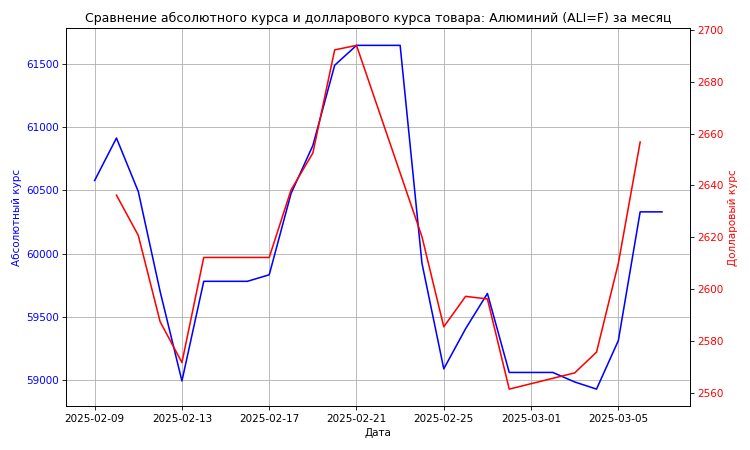 Сравнение абсолютного курса и долларового курса товара: Алюминий (ALI=F) за месяц
Абсолютный курс
61500
61000
60500
60000
59500
59000
2700
2680
2660
2640
2620
2600
2580
2560
Долларовый курс
2025-02-09 2025-02-13 2025-02-17 2025-02-21 2025-02-25 2025-03-01 2025-03-05
Дата